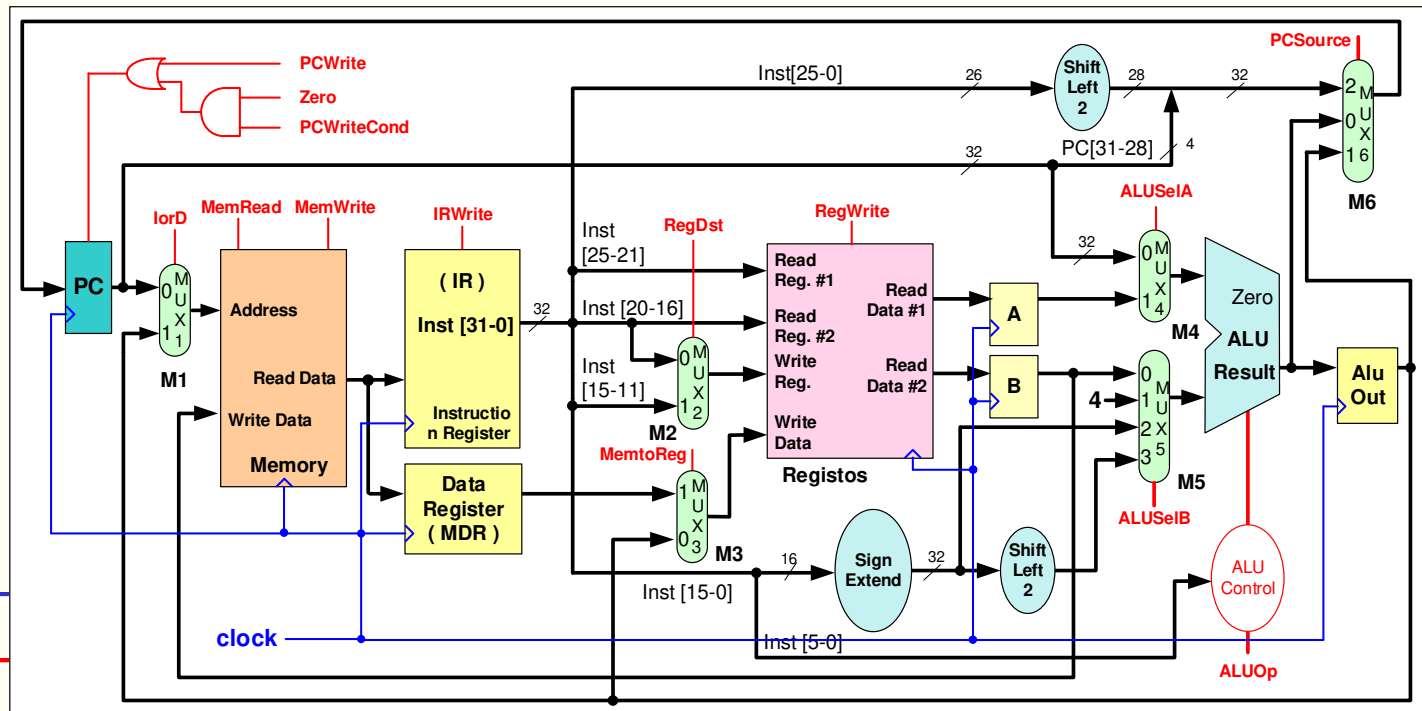 PCSource
PCWrite
Zero
PCWriteCond
Inst[25-0]
26
Shift
Left
2
28
32
2
0
1
M
U
X
6
M6
32
PC[31-28]
4
IorD
MemRead
MemWrite
IRWrite
RegDst
RegWrite
ALUSelA
PC
0
1
M
U
X
1
M1
Address
Read Data
Write Data
Memory
( IR )
Inst [31-0]
Instructio
n Register
32
Inst
[25-21]
Inst [20-16]
Inst
[15-11]
0
1
M
U
X
2
M2
Read
Reg. #1
Read
Reg. #2
Write
Reg.
Write
Data
Read
Data #1
Read
Data #2
Registos
A
B
32
0
1
M
U
X
4
M4
0
4
1
2
3
M
U
X
5
M5
ALUSelB
Zero
ALU
Result
Alu
Out
Data
Register
( MDR )
MemtoReg
1
0
M
U
X
3
M3
16
Inst [15-0]
Sign
Extend
32
Shift
Left
2
ALU
Control
ALUOp
clock
Inst [5-0]